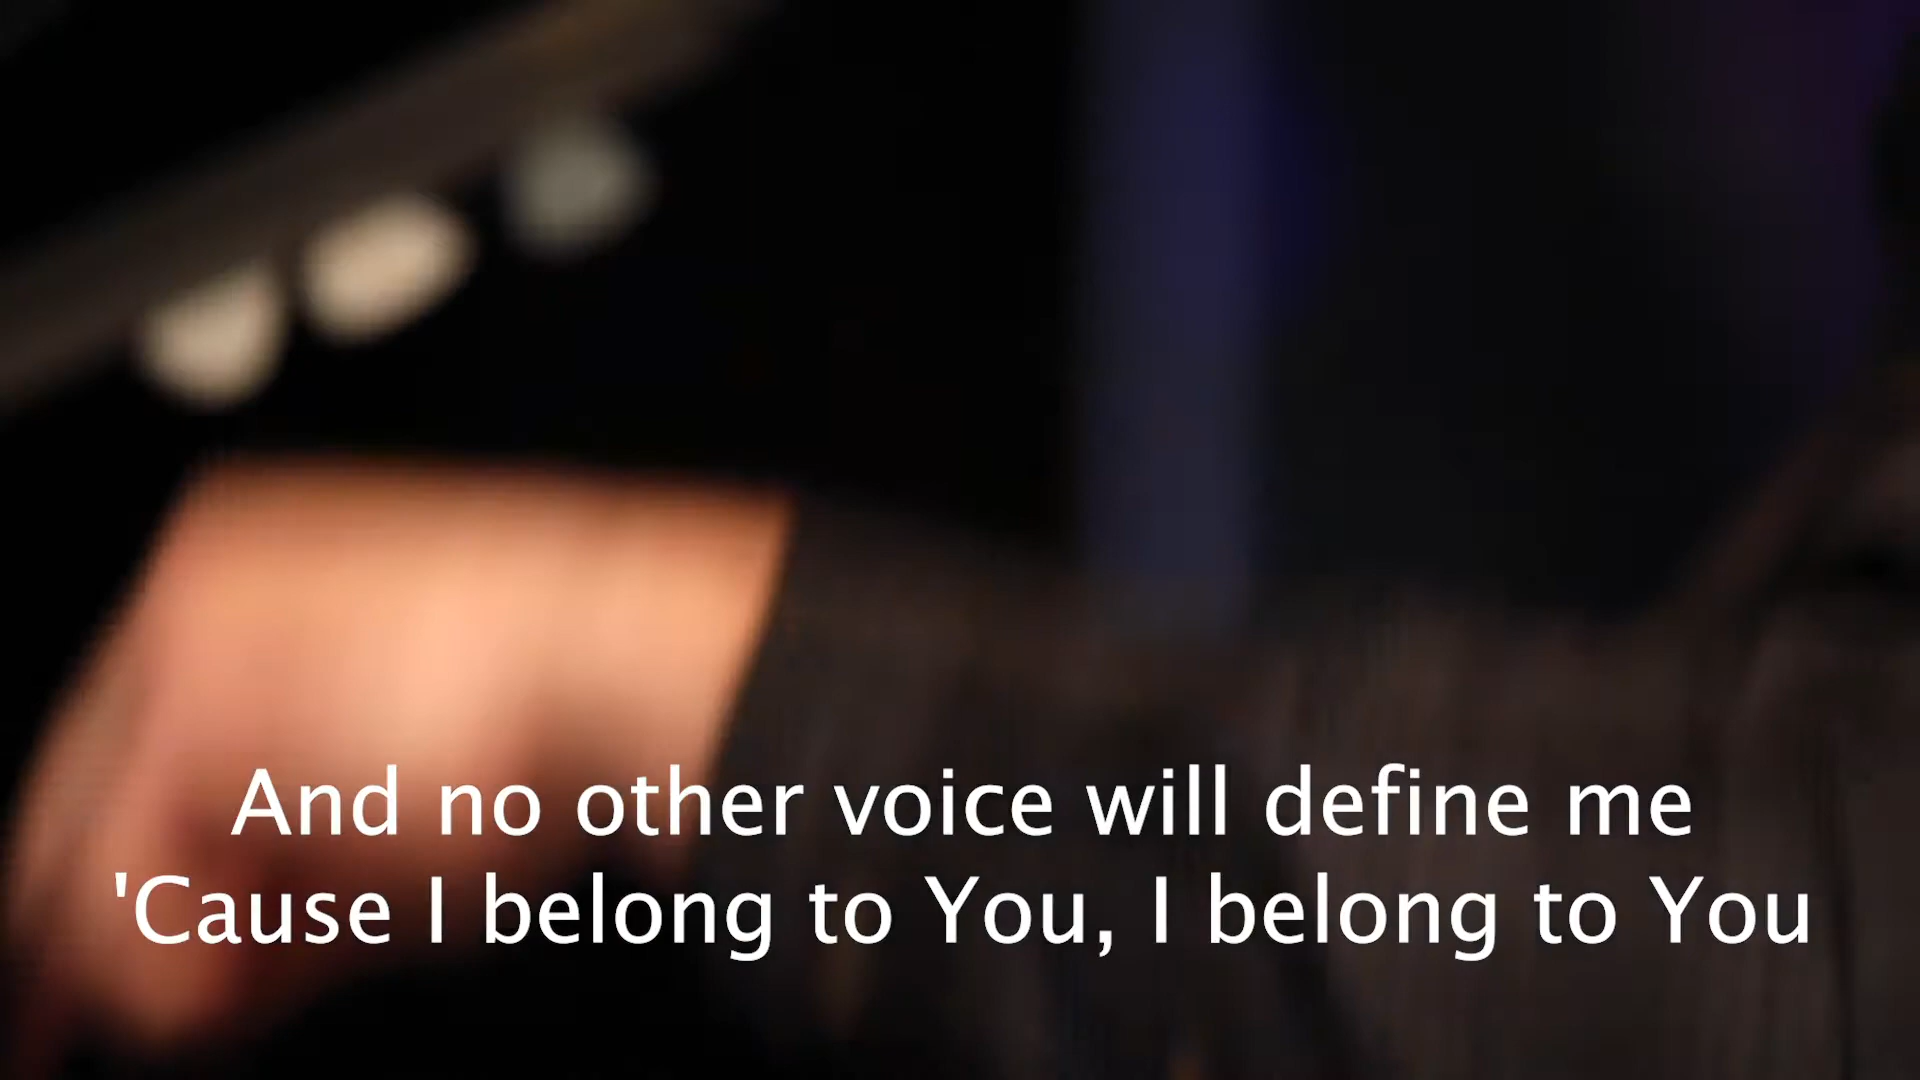 And no other voice will define me
'Cause I belong to You, I belong to You